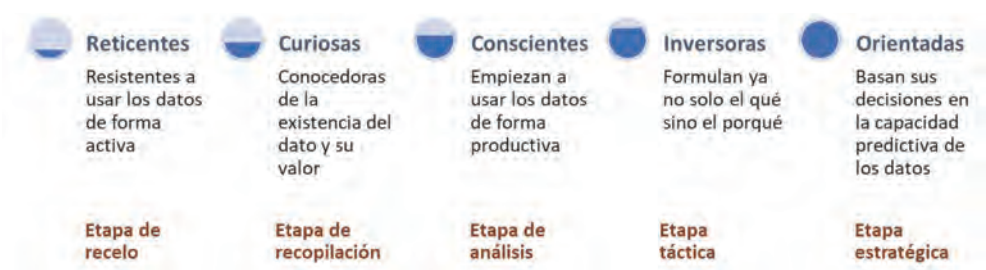 Reticentes
Resistentes a
usar los datos
de forma
activa
Etapa de
recelo
Curiosas
Conocedoras
de la
existencia del
dato y su
valor
Etapa de
recopilación
Conscientes
Empiezan a
usar los datos
de forma
productiva
Etapa de
análisis
Inversoras
Formulan ya
no solo el qué
sino el porqué
Etapa
táctica
Orientadas
Basan sus
decisiones en
la capacidad
predictiva de
los datos
Etapa
estratégica